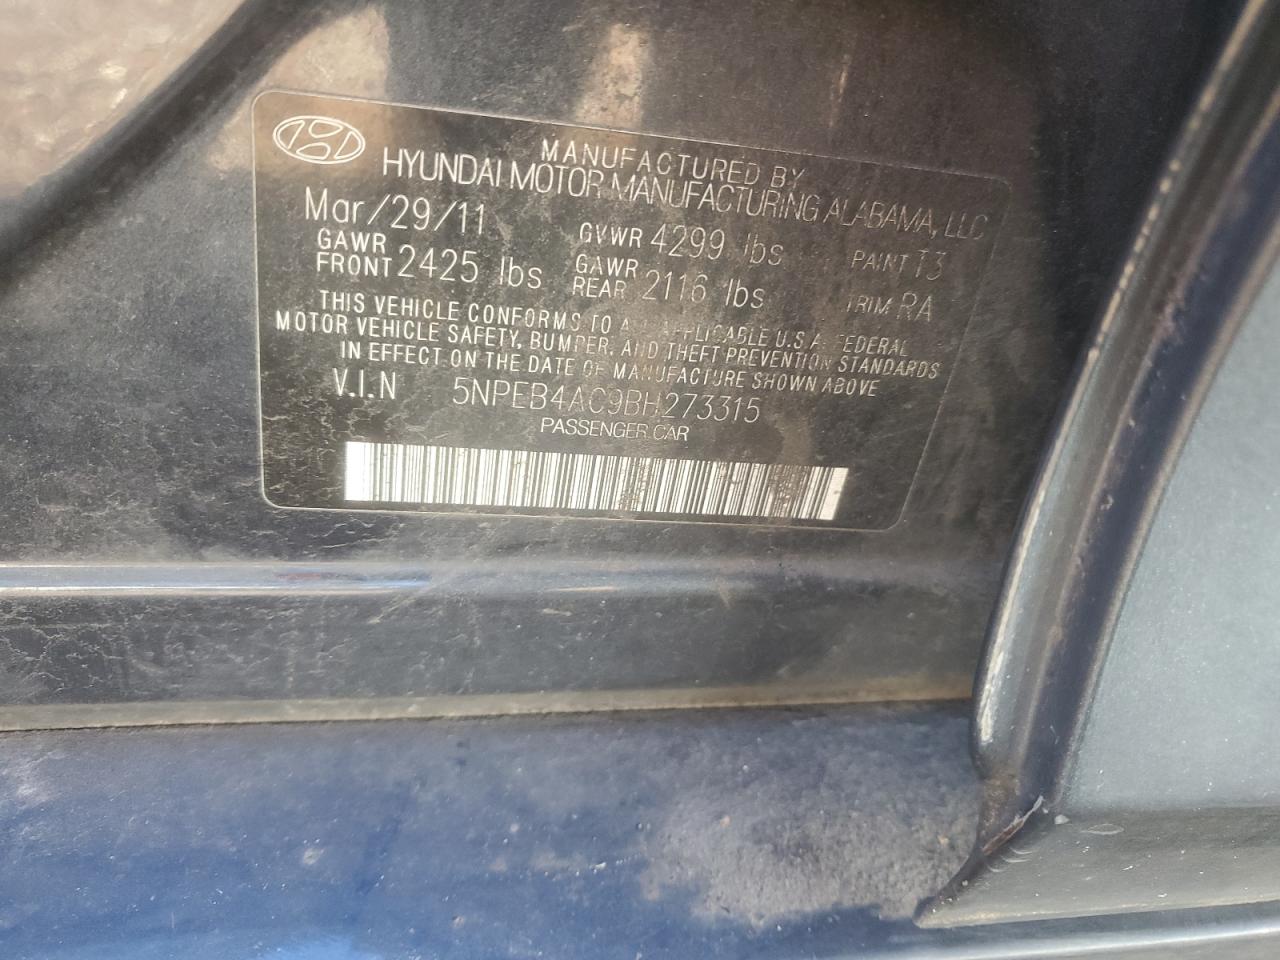 MANUFACTURED BY
HYUNDAI MOTOR MANUFACTURING ALABAMA, LLC
Mar/29/11 GVWR 4299 lbs PAINT T3
GAWR FRONT 2425 lbs GAWR REAR 2116 lbs TRIM RA
THIS VEHICLE CONFORMS TO ALL APPLICABLE U.S.A. FEDERAL
MOTOR VEHICLE SAFETY, BUMPER, AND THEFT PREVENTION STANDARDS
IN EFFECT ON THE DATE OF MANUFACTURE SHOWN ABOVE
V.I.N 5NPEB4AC9BH273315
PASSENGER CAR